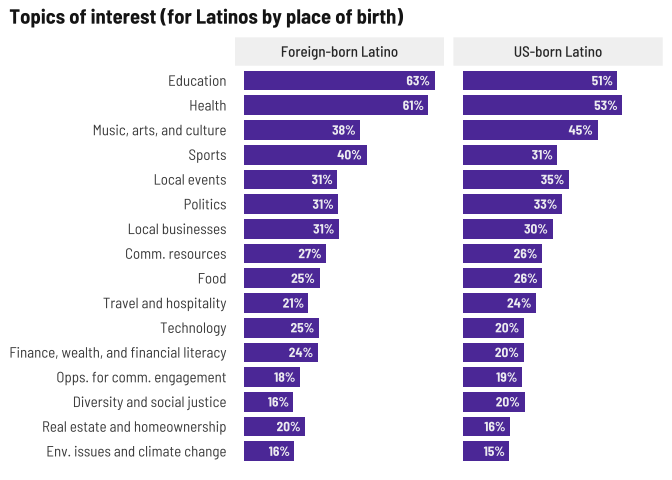 Topics of interest (for Latinos by place of birth)
Foreign-born Latino US-born Latino
Education 63% 51%
Health 61% 53%
Music, arts, and culture 38% 45%
Sports 40% 31%
Local events 31% 35%
Politics 31% 33%
Local businesses 31% 30%
Comm. resources 27% 26%
Food 25% 26%
Travel and hospitality 21% 24%
Technology 25% 20%
Finance, wealth, and financial literacy 24% 20%
Opps. for comm. engagement 18% 19%
Diversity and social justice 16% 20%
Real estate and homeownership 20% 16%
Env. issues and climate change 16% 15%